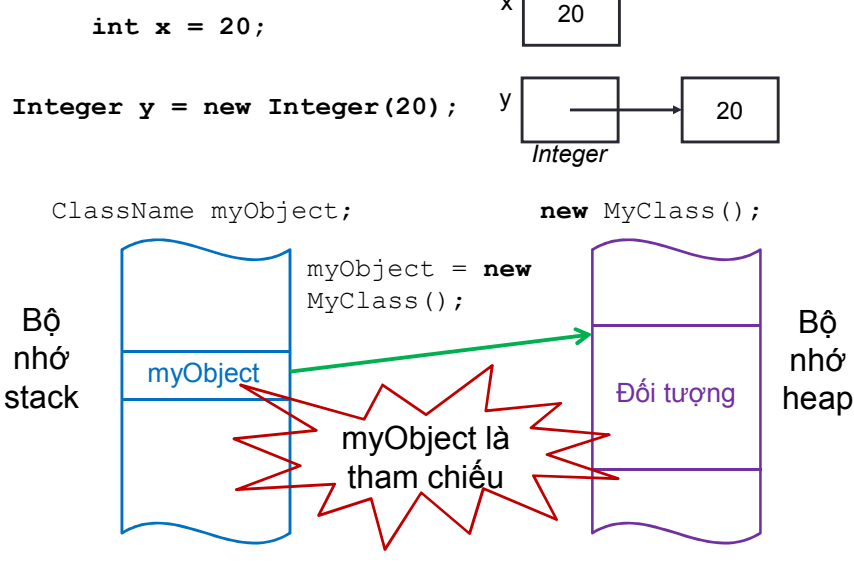 x
20
int x = 20;
Integer y = new Integer(20);
y
20
Integer
ClassName myObject;
new MyClass();
myObject = new
MyClass();
Bộ
nhớ
stack
myObject
myObject là
tham chiếu
Đối tượng
Bộ
nhớ
heap